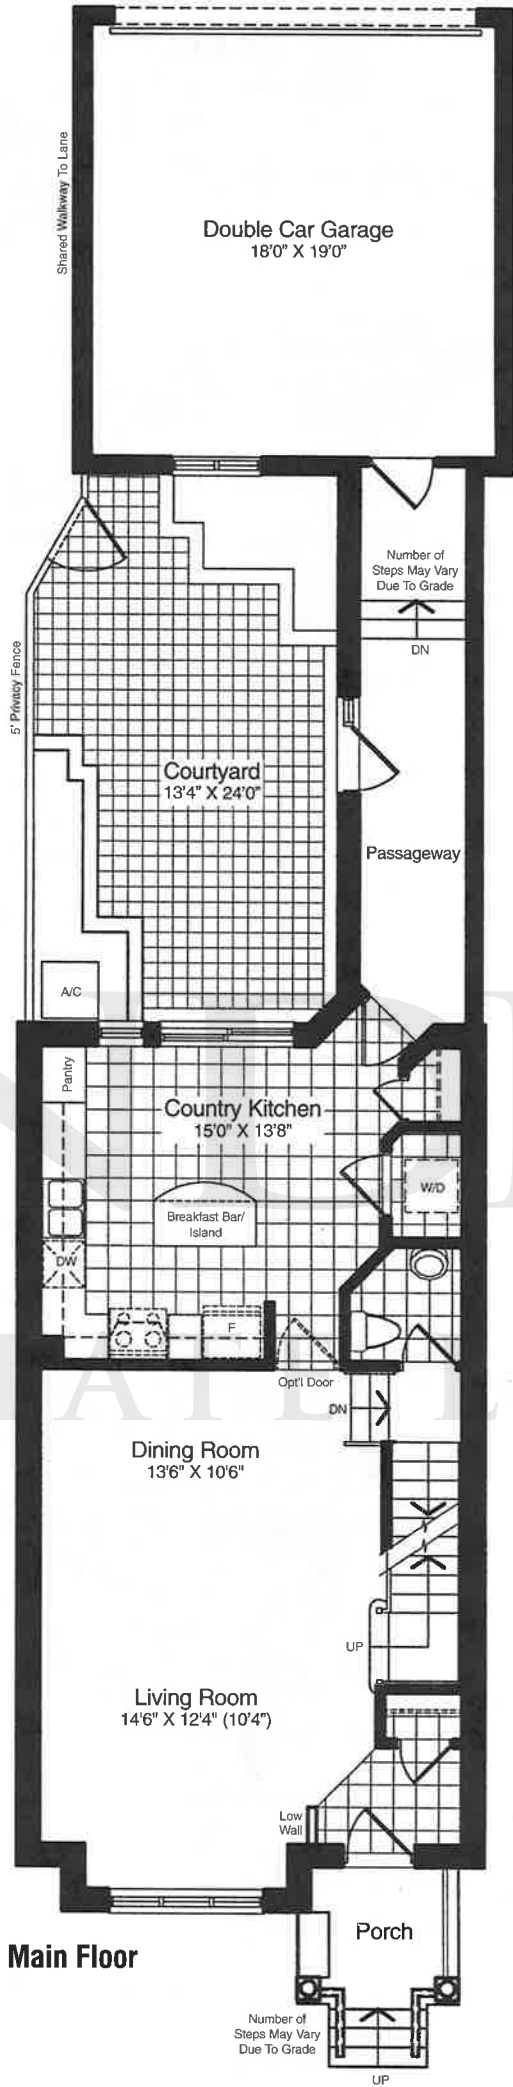 Shared Walkway To Lane
Double Car Garage
18'0" X 19'0"
Number of
Steps May Vary
Due To Grade
DN
5' Privacy Fence
Courtyard
13'4" X 24'0"
Passageway
A/C
Pantry
Country Kitchen
15'0" X 13'8"
W/D
Breakfast Bar/
Island
DW
F
Opt'l Door
DN
Dining Room
13'6" X 10'6"
UP
Living Room
14'6" X 12'4" (10'4")
Low
Wall
Porch
Main Floor
Number of
Steps May Vary
Due To Grade
UP